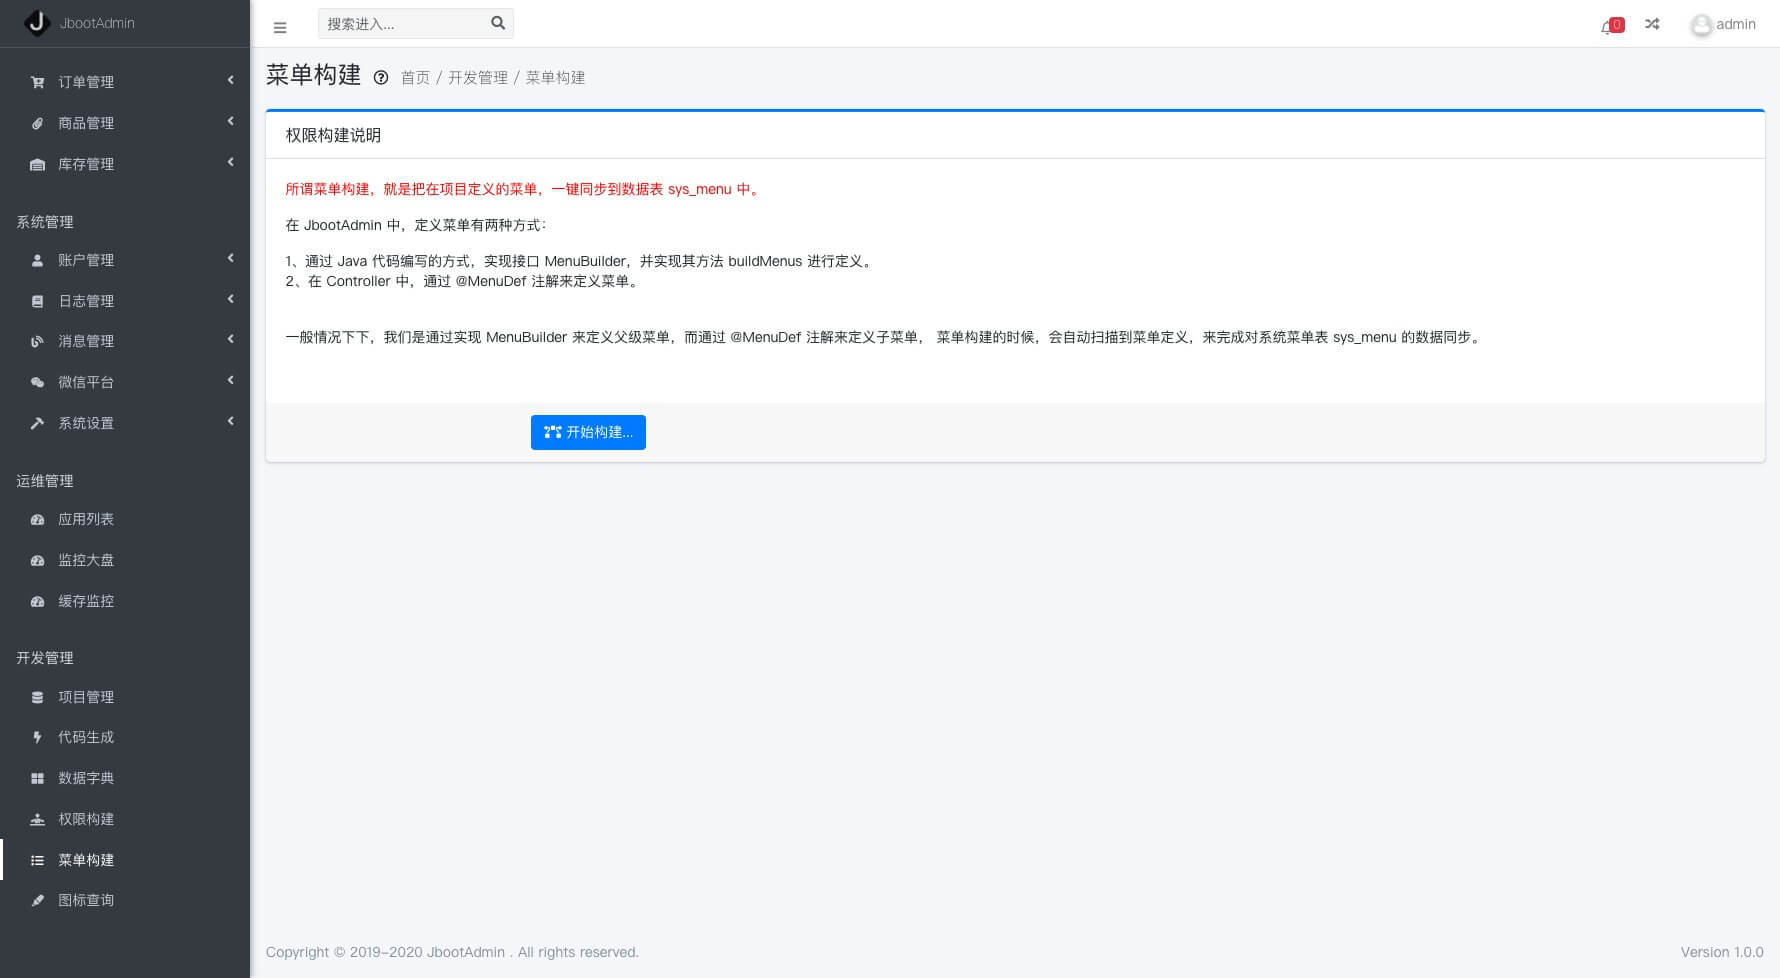 JbootAdmin
搜索进入...
0
admin
订单管理
商品管理
库存管理
系统管理
账户管理
日志管理
消息管理
微信平台
系统设置
运维管理
应用列表
监控大盘
缓存监控
开发管理
项目管理
代码生成
数据字典
权限构建
菜单构建
图标查询
菜单构建 首页 / 开发管理 / 菜单构建
权限构建说明
所谓菜单构建，就是把在项目定义的菜单，一键同步到数据表 sys_menu 中。
在 JbootAdmin 中，定义菜单有两种方式：
1、通过 Java 代码编写的方式，实现接口 MenuBuilder，并实现其方法 buildMenus 进行定义。
2、在 Controller 中，通过 @MenuDef 注解来定义菜单。
一般情况下下，我们是通过实现 MenuBuilder 来定义父级菜单，而通过 @MenuDef 注解来定义子菜单， 菜单构建的时候，会自动扫描到菜单定义，来完成对系统菜单表 sys_menu 的数据同步。
开始构建...
Copyright © 2019-2020 JbootAdmin . All rights reserved.
Version 1.0.0